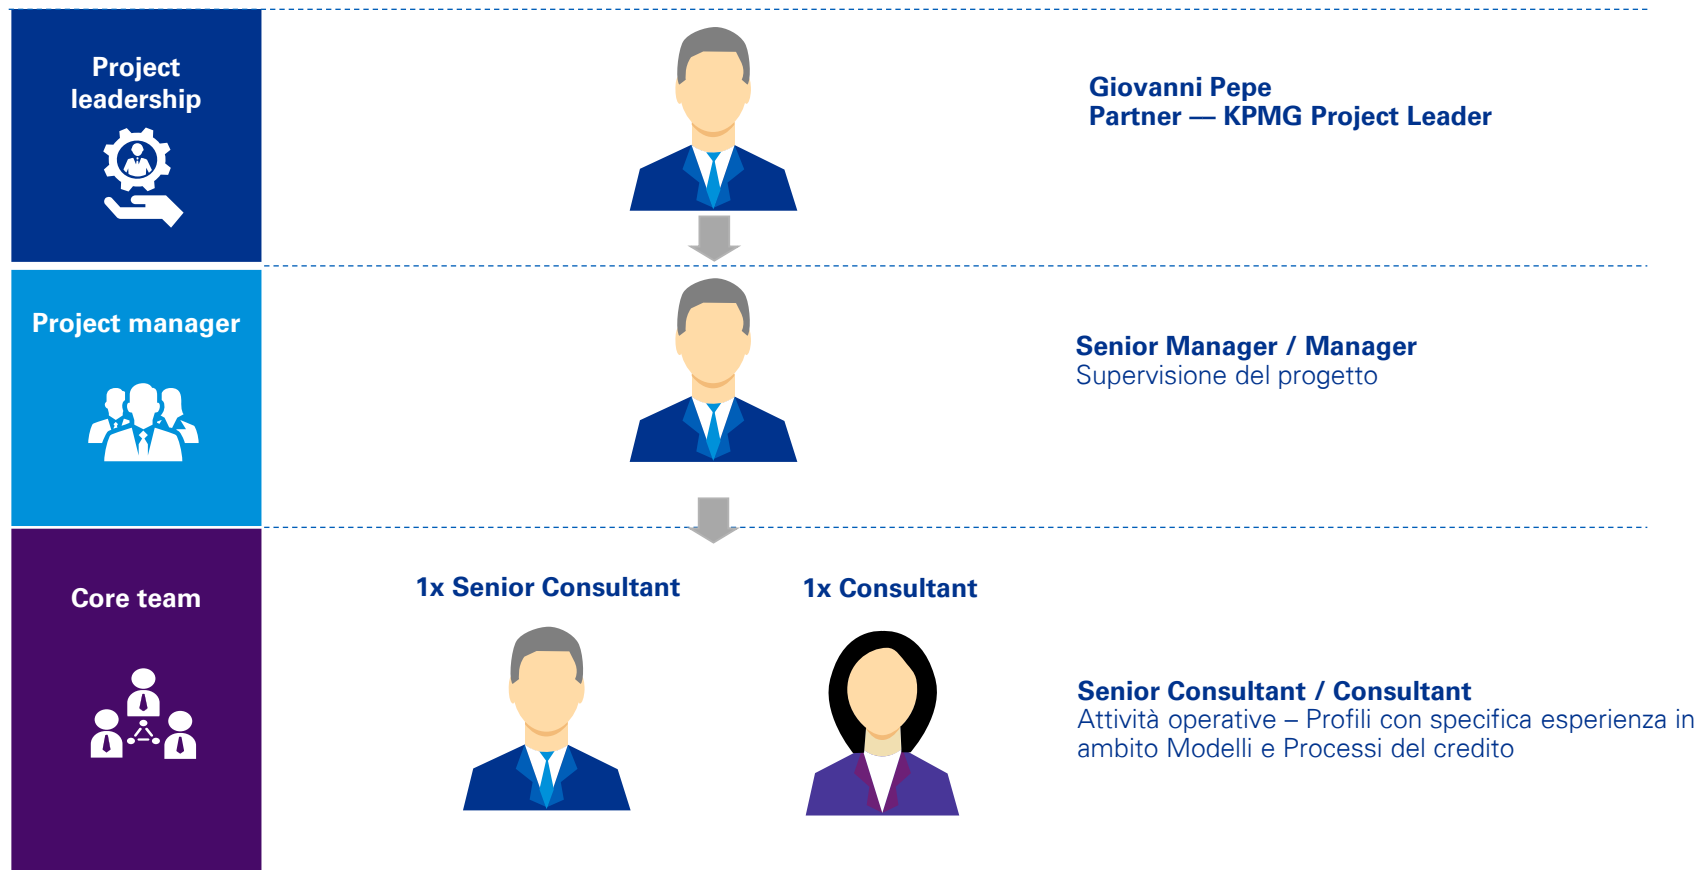 Project
leadership
Giovanni Pepe
Partner — KPMG Project Leader
Project manager
Senior Manager / Manager
Supervisione del progetto
Core team
1x Senior Consultant
1x Consultant
Senior Consultant / Consultant
Attività operative – Profili con specifica esperienza in
ambito Modelli e Processi del credito